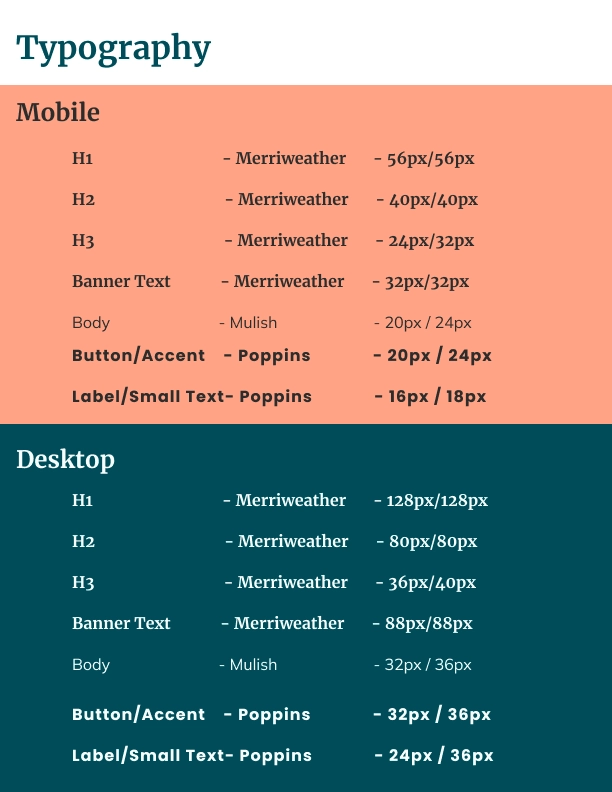 Typography
Mobile
H1 - Merriweather - 56px/56px
H2 - Merriweather - 40px/40px
H3 - Merriweather - 24px/32px
Banner Text - Merriweather - 32px/32px
Body - Mulish - 20px / 24px
Button/Accent - Poppins - 20px / 24px
Label/Small Text- Poppins - 16px / 18px
Desktop
H1 - Merriweather - 128px/128px
H2 - Merriweather - 80px/80px
H3 - Merriweather - 36px/40px
Banner Text - Merriweather - 88px/88px
Body - Mulish - 32px / 36px
Button/Accent - Poppins - 32px / 36px
Label/Small Text- Poppins - 24px / 36px